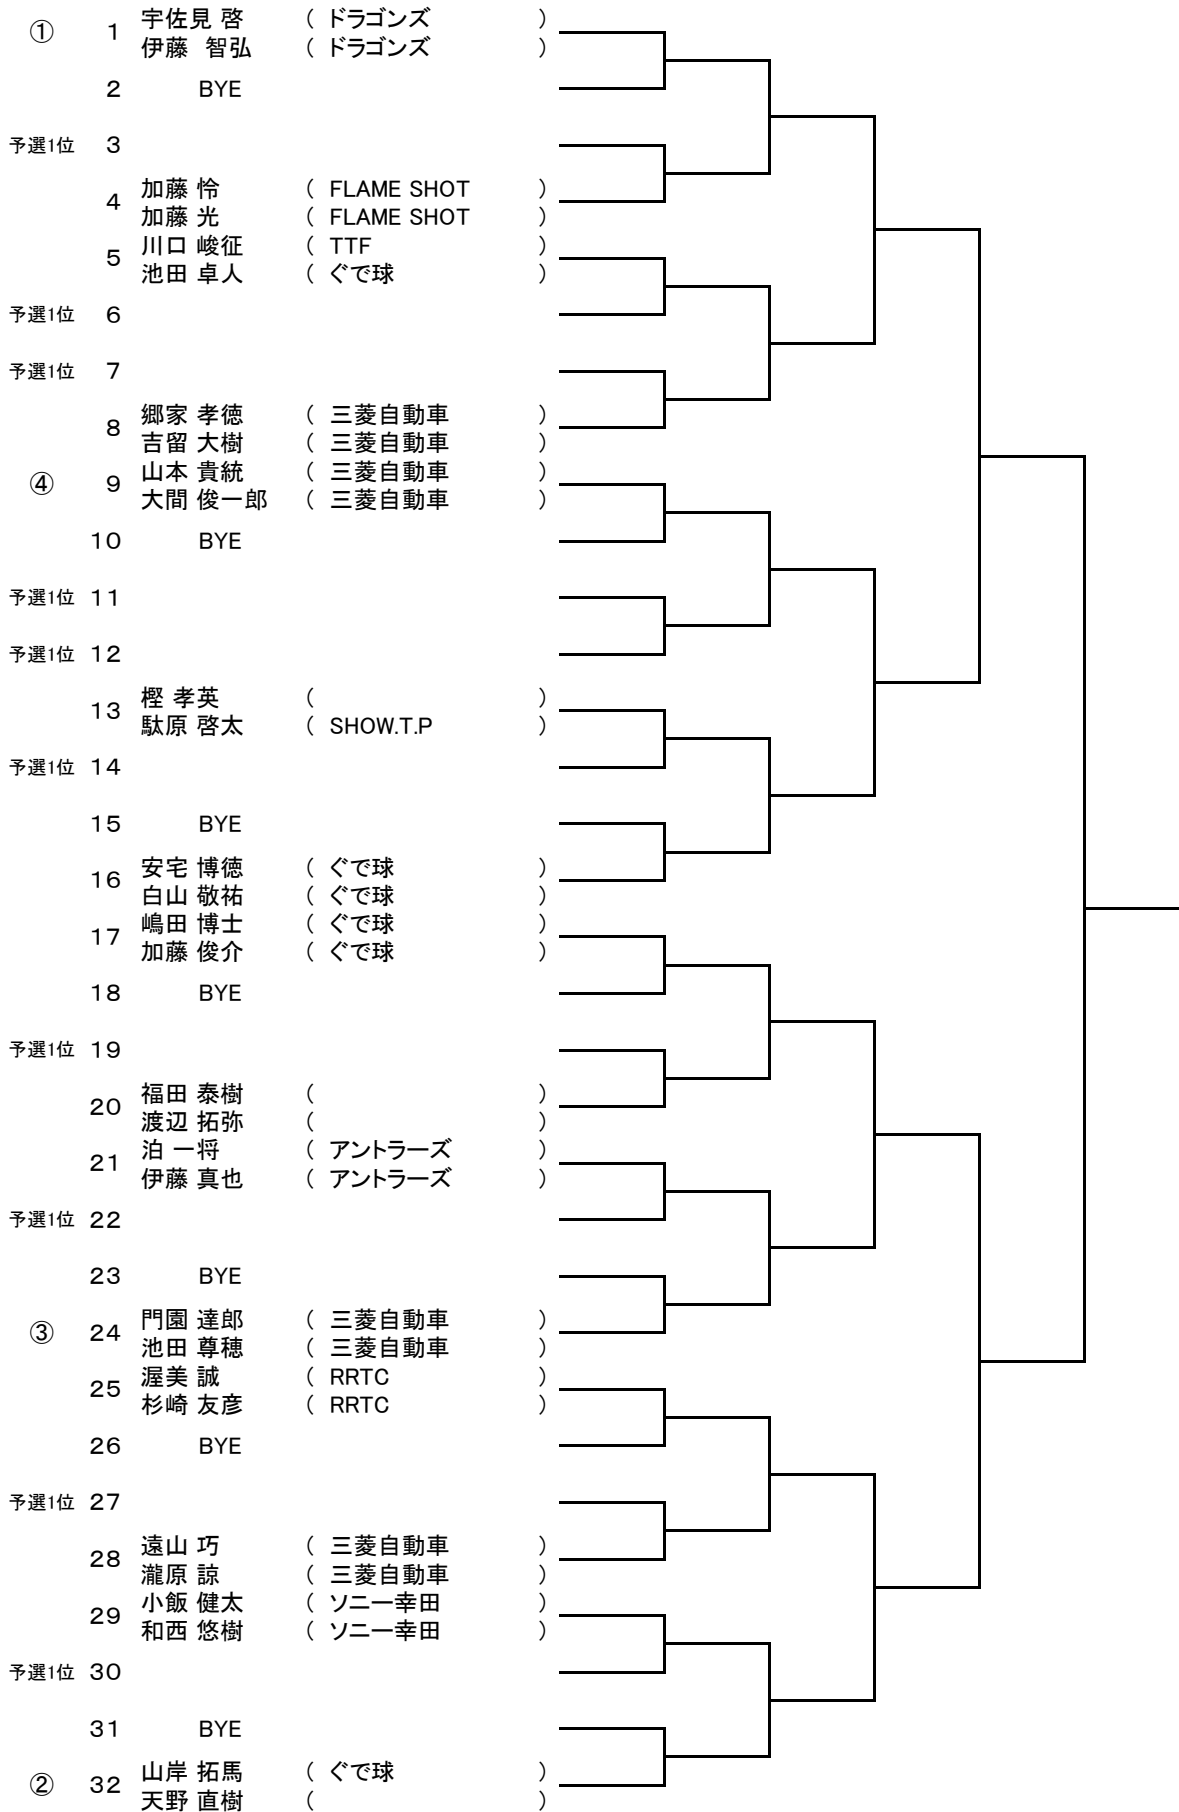 ① 1 宇佐見 啓 ( ドラゴンズ )
伊藤 智弘 ( ドラゴンズ )
2 BYE
予選1位 3
4 加藤 怜 ( FLAME SHOT )
加藤 光 ( FLAME SHOT )
5 川口 峻征 ( TTF )
池田 卓人 ( ぐで球 )
予選1位 6
予選1位 7
8 郷家 孝徳 ( 三菱自動車 )
吉留 大樹 ( 三菱自動車 )
④ 9 山本 貴統 ( 三菱自動車 )
大間 俊一郎 ( 三菱自動車 )
10 BYE
予選1位 11
予選1位 12
13 樫 孝英 ( )
駄原 啓太 ( SHOW.T.P )
予選1位 14
15 BYE
16 安宅 博徳 ( ぐで球 )
白山 敬祐 ( ぐで球 )
17 嶋田 博士 ( ぐで球 )
加藤 俊介 ( ぐで球 )
18 BYE
予選1位 19
20 福田 泰樹 ( )
渡辺 拓弥 ( )
21 泊 一将 ( アントラーズ )
伊藤 真也 ( アントラーズ )
予選1位 22
23 BYE
③ 24 門園 達郎 ( 三菱自動車 )
池田 尊穂 ( 三菱自動車 )
25 渥美 誠 ( RRTC )
杉崎 友彦 ( RRTC )
26 BYE
予選1位 27
28 遠山 巧 ( 三菱自動車 )
瀧原 諒 ( 三菱自動車 )
29 小飯 健太 ( ソニー幸田 )
和西 悠樹 ( ソニー幸田 )
予選1位 30
31 BYE
② 32 山岸 拓馬 ( ぐで球 )
天野 直樹 ( )